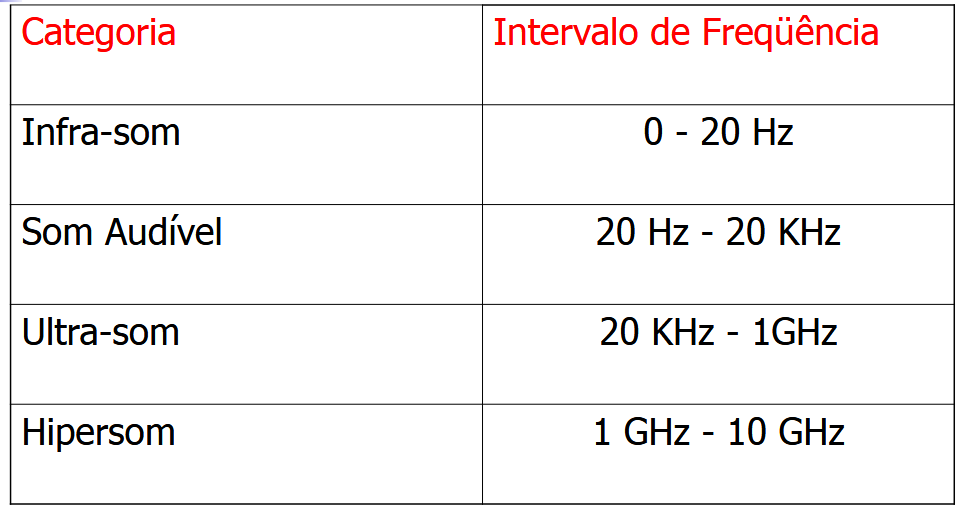 Categoria
Intervalo de Freqüência
Infra-som
0 - 20 Hz
Som Audível
20 Hz - 20 KHz
Ultra-som
20 KHz - 1GHz
Hipersom
1 GHz - 10 GHz